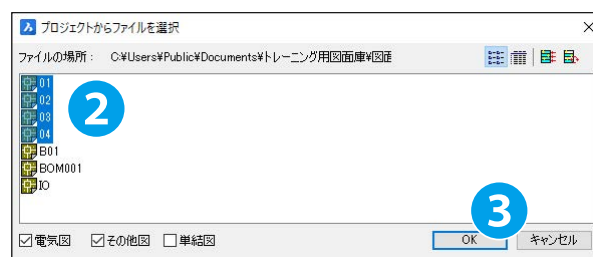 プロジェクトからファイルを選択
ファイルの場所： C:¥Users¥Public¥Documents¥トレーニング用図面庫¥図面
01
02
03
04
B01
BOM001
IO
2
3
電気図 その他図 単結図
OK キャンセル